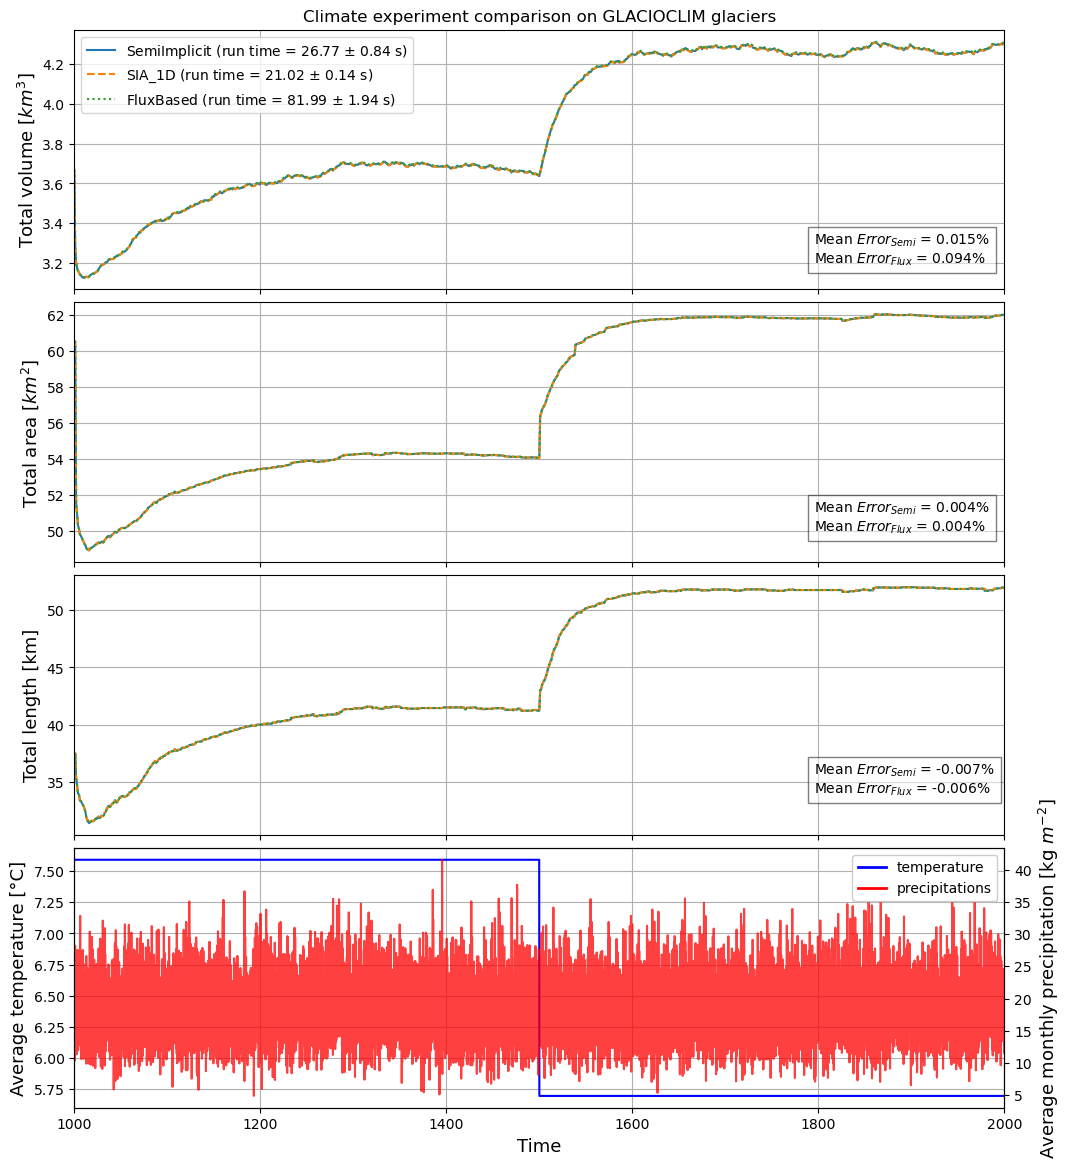 Climate experiment comparison on GLACIOCLIM glaciers
Total volume [km³]
4.2
4.0
3.8
3.6
3.4
3.2
SemiImplicit (run time = 26.77 ± 0.84 s)
SIA_1D (run time = 21.02 ± 0.14 s)
FluxBased (run time = 81.99 ± 1.94 s)
Mean Error_Semi = 0.015%
Mean Error_Flux = 0.094%
Total area [km²]
62
60
58
56
54
52
50
Mean Error_Semi = 0.004%
Mean Error_Flux = 0.004%
Total length [km]
50
45
40
35
Mean Error_Semi = -0.007%
Mean Error_Flux = -0.006%
Average temperature [°C]
7.50
7.25
7.00
6.75
6.50
6.25
6.00
5.75
temperature
precipitations
40
35
30
25
20
15
10
5
Average monthly precipitation [kg m⁻²]
1000 1200 1400 1600 1800 2000
Time